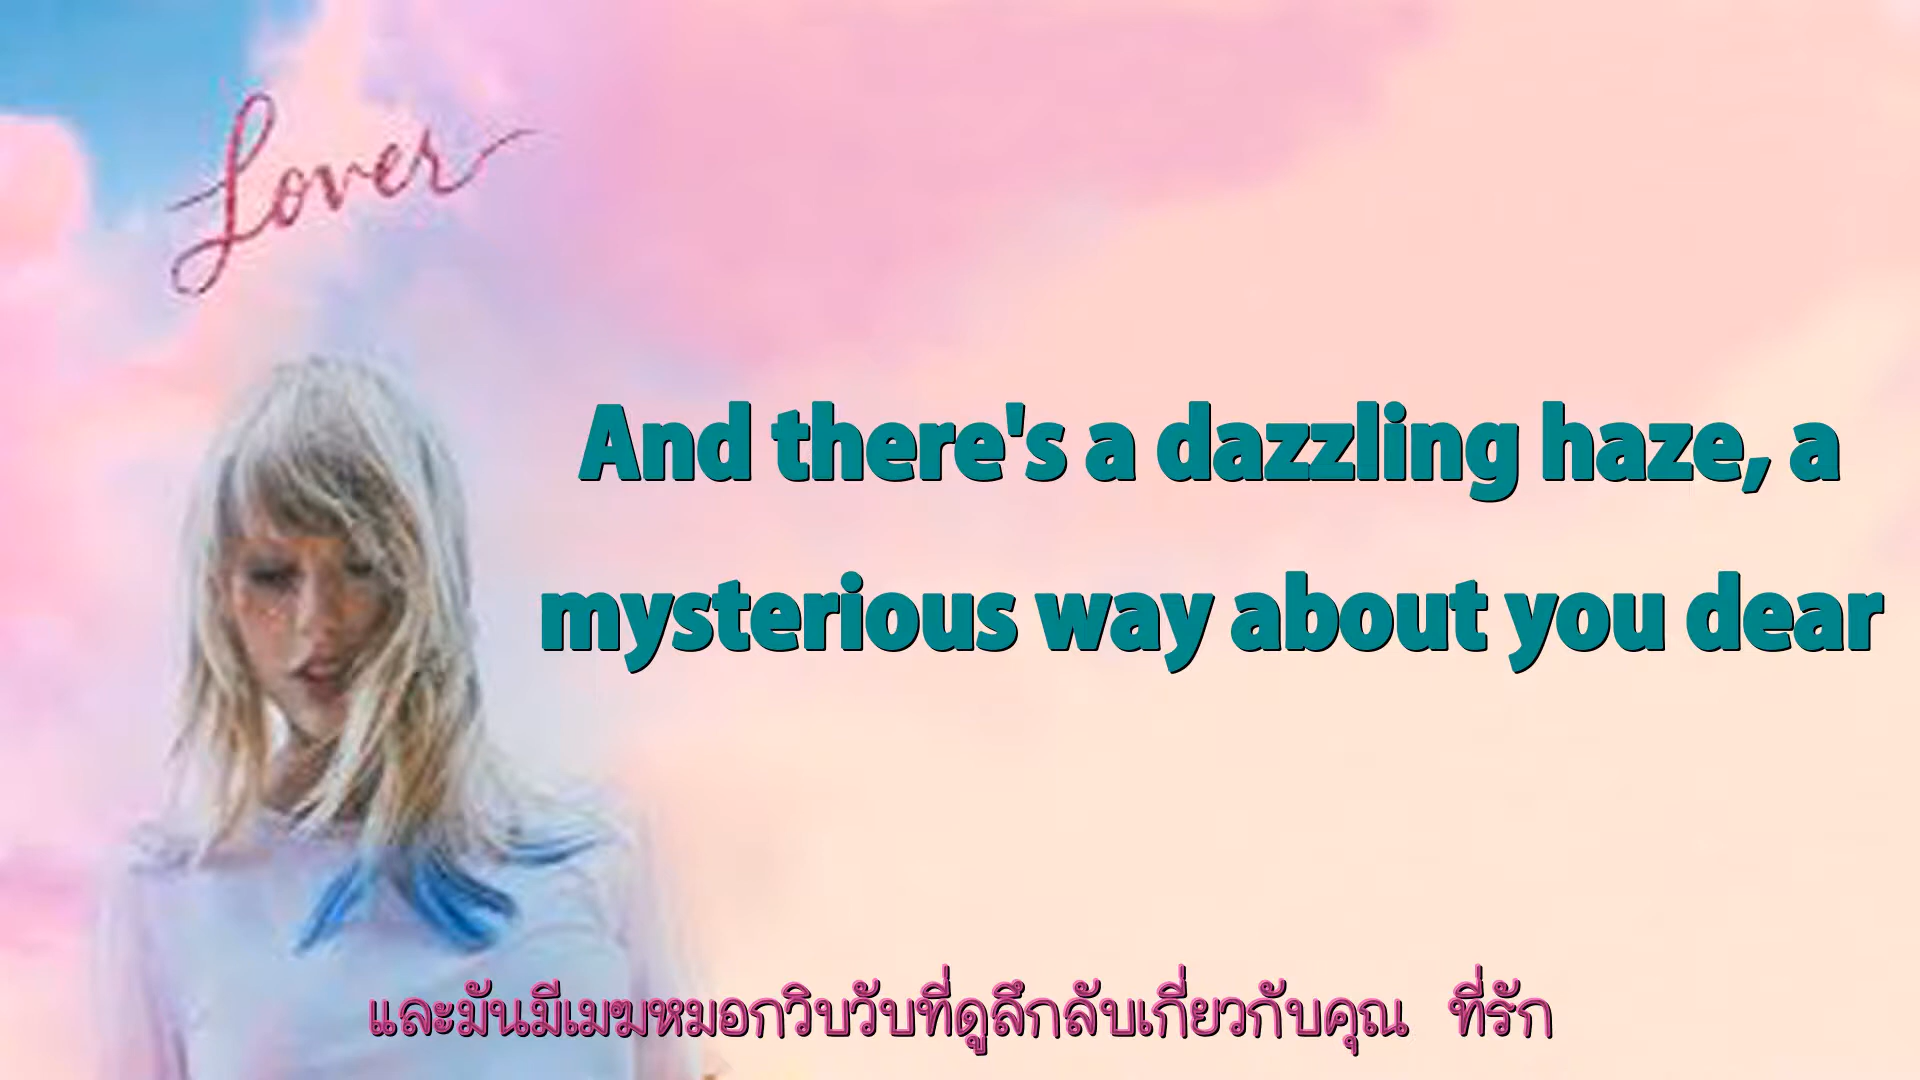 Lover
And there's a dazzling haze, a
mysterious way about you dear
และมันมีเมฆหมอกวิบวับที่ดูลึกลับเกี่ยวกับคุณ ที่รัก